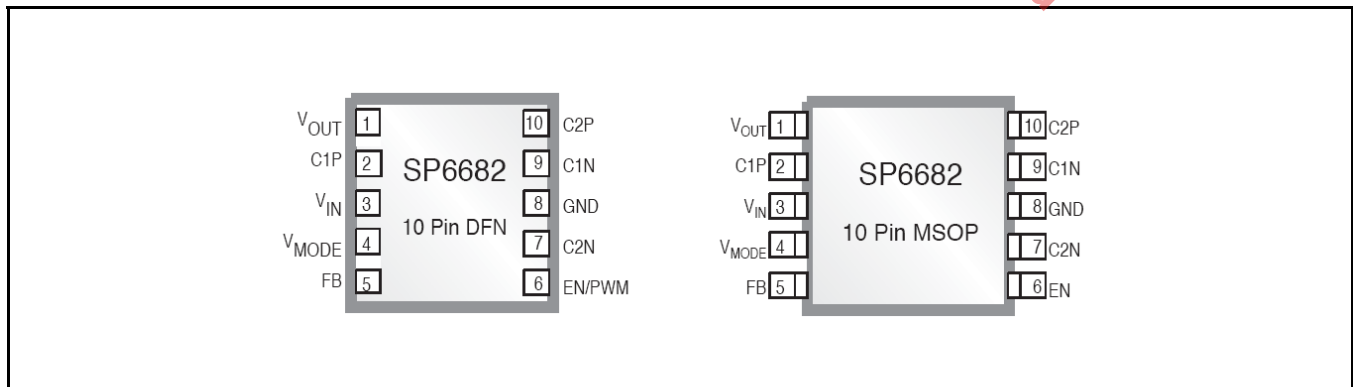 VOUT 1
C1P 2
VIN 3
VMODE 4
FB 5
SP6682
10 Pin DFN
10 C2P
9 C1N
8 GND
7 C2N
6 EN/PWM
VOUT 1
C1P 2
VIN 3
VMODE 4
FB 5
SP6682
10 Pin MSOP
10 C2P
9 C1N
8 GND
7 C2N
6 EN